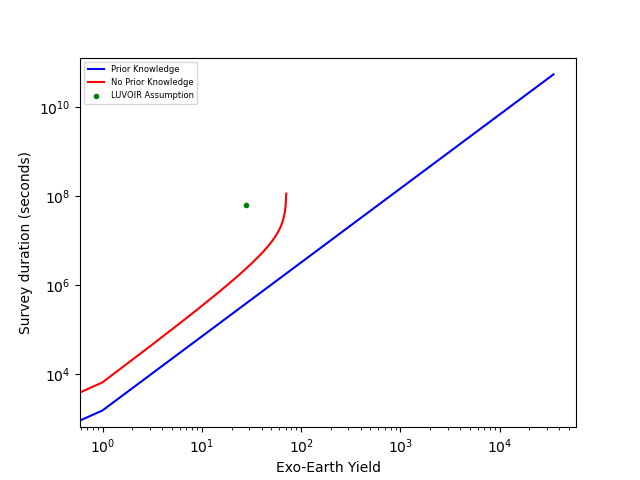 Prior Knowledge
No Prior Knowledge
LUVOIR Assumption
Survey duration (seconds)
10^10
10^8
10^6
10^4
10^0 10^1 10^2 10^3 10^4
Exo-Earth Yield